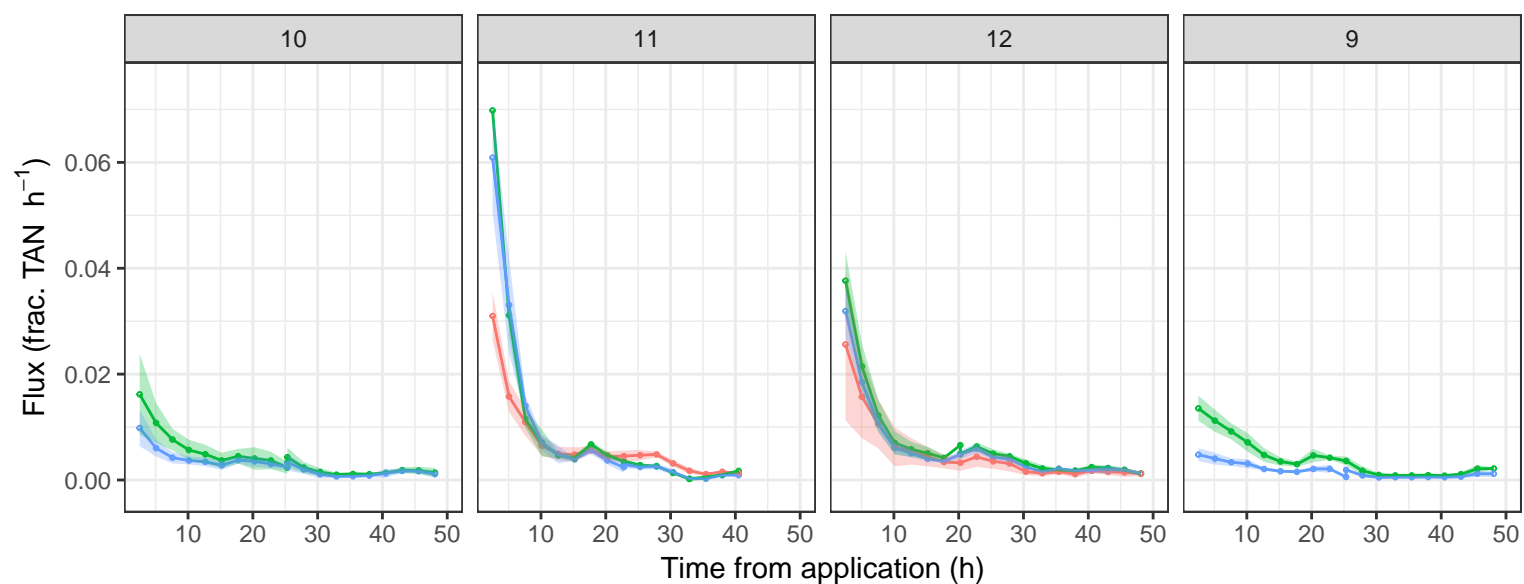 10 11 12 9
0.06
0.04
0.02
0.00
Flux (frac. TAN h⁻¹)
10 20 30 40 50 10 20 30 40 50 10 20 30 40 50 10 20 30 40 50
Time from application (h)